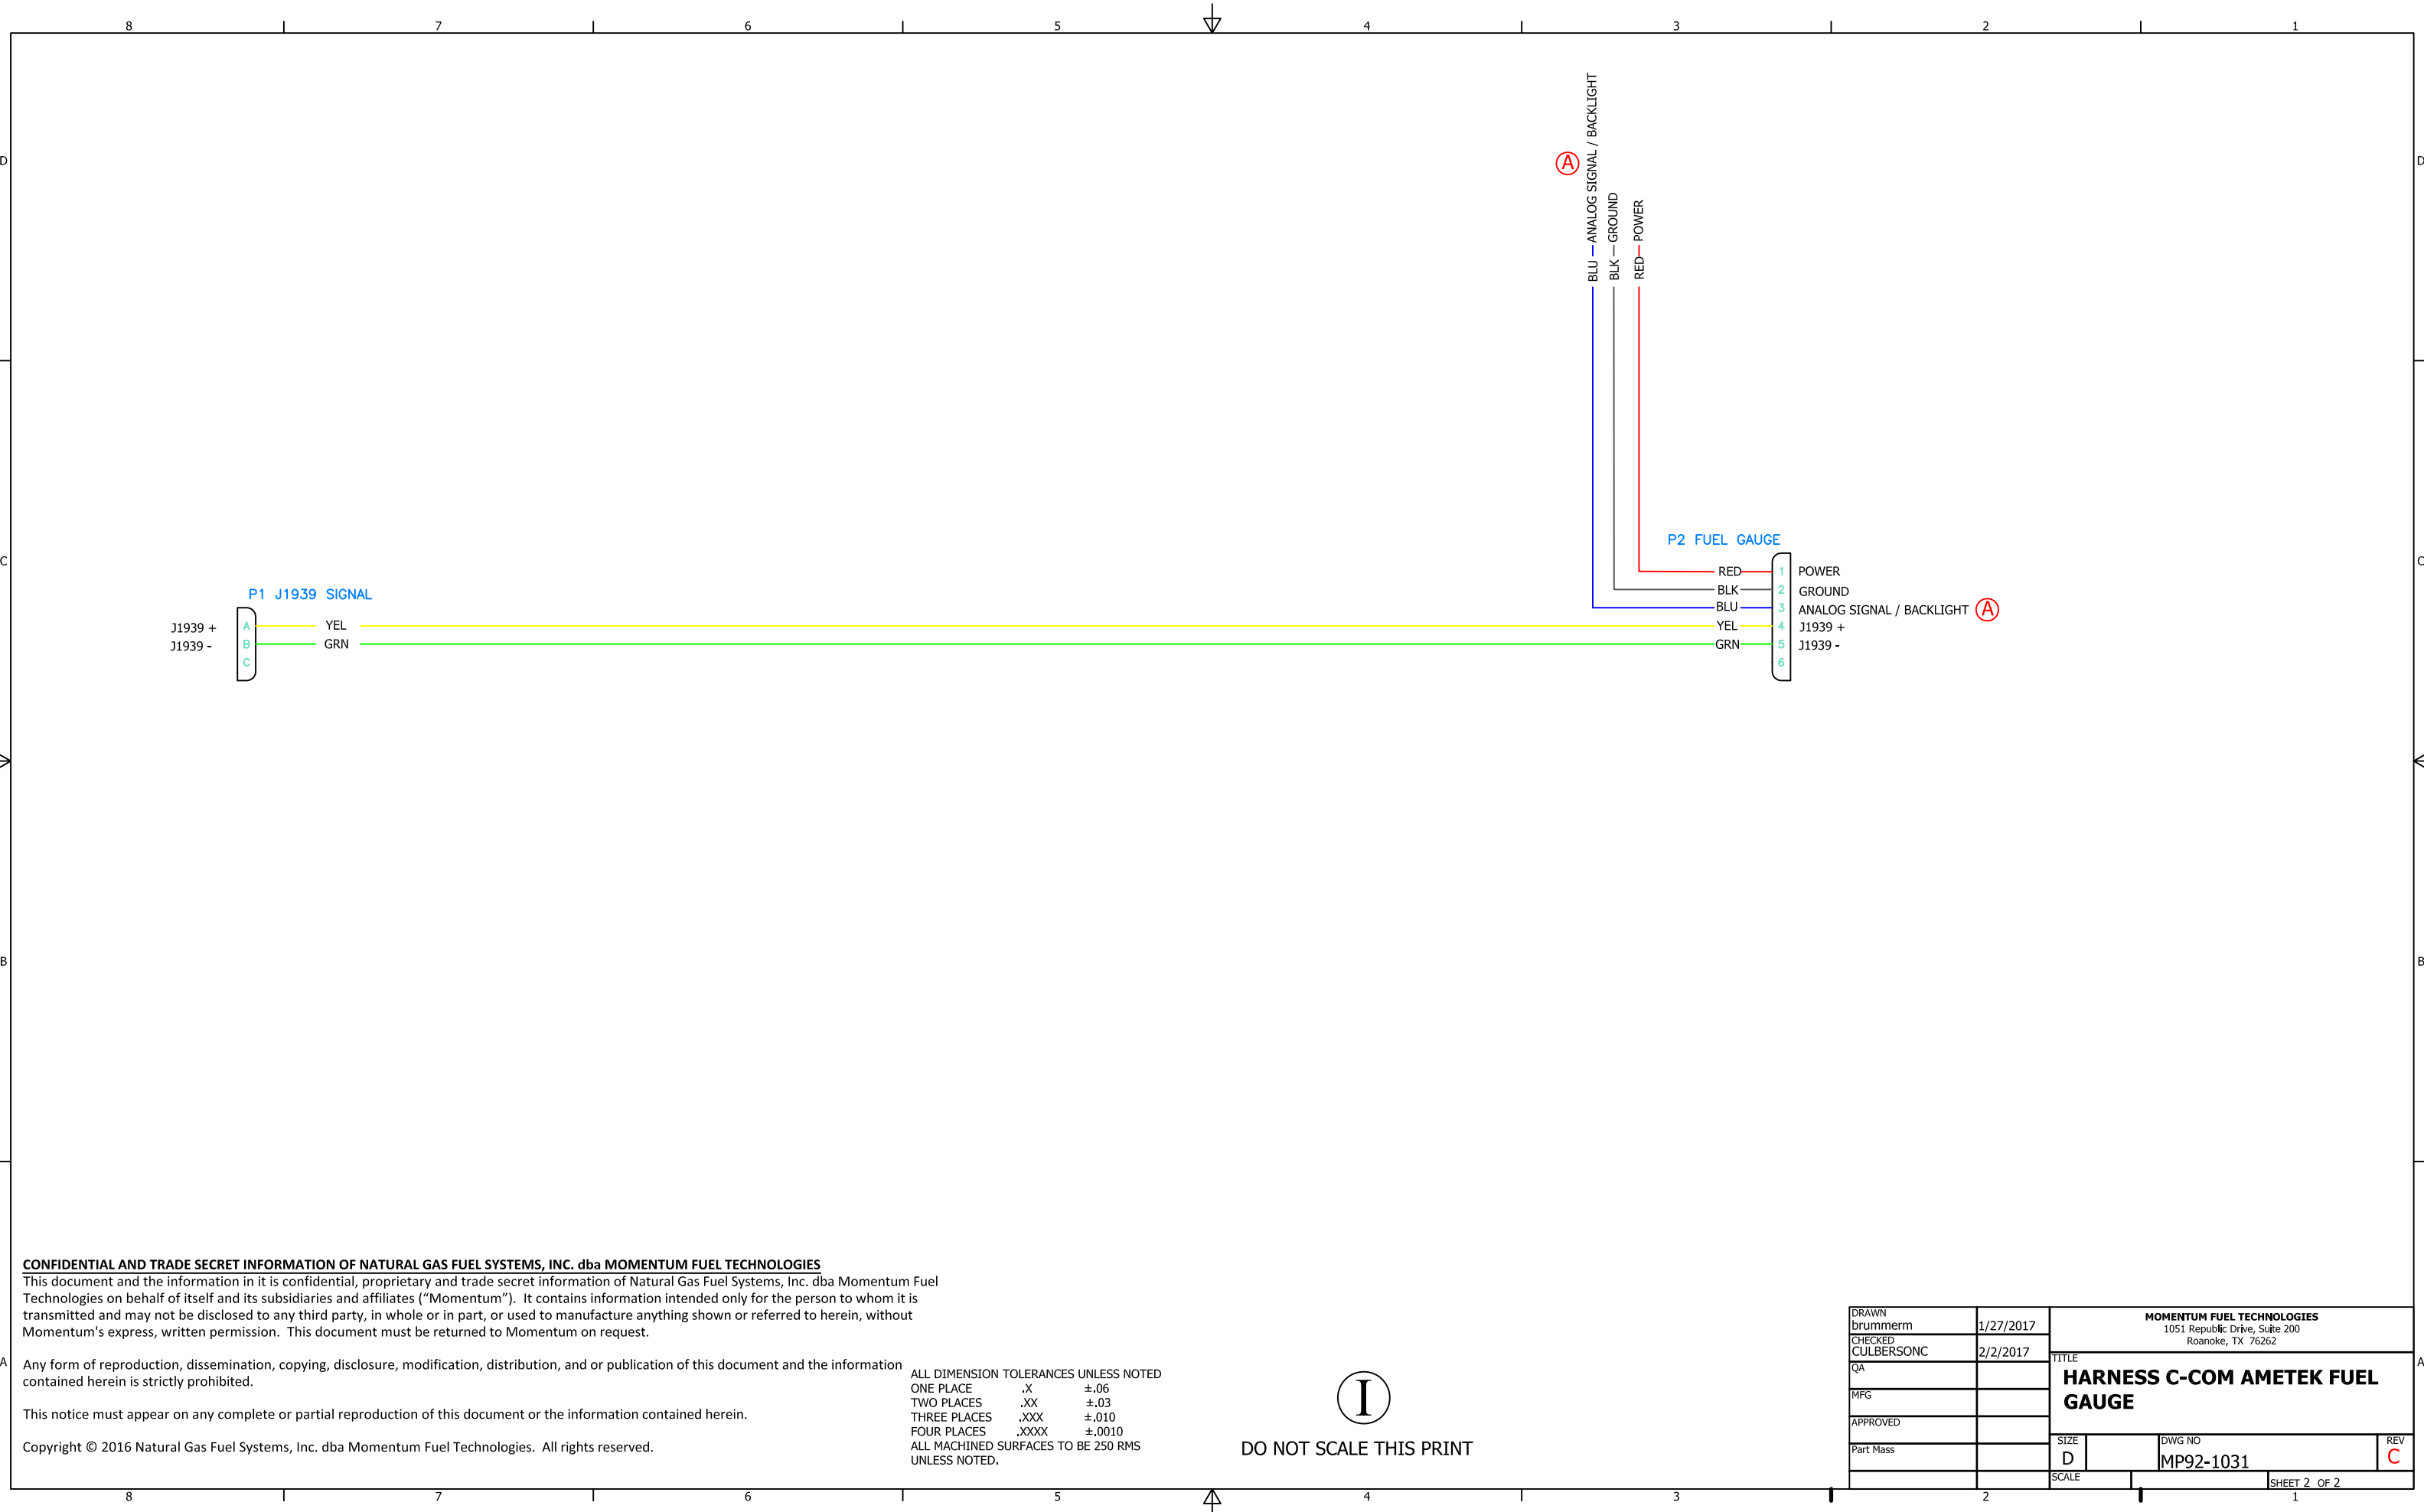 8 7 6 5 4 3 2 1
D D
C C
B B
A A
ANALOG SIGNAL / BACKLIGHT
GROUND
POWER
A
BLU
BLK
RED
P2 FUEL GAUGE
RED 1 POWER
BLK 2 GROUND
BLU 3 ANALOG SIGNAL / BACKLIGHT A
YEL 4 J1939 +
GRN 5 J1939 -
6
P1 J1939 SIGNAL
J1939 + A YEL
J1939 - B GRN
C
CONFIDENTIAL AND TRADE SECRET INFORMATION OF NATURAL GAS FUEL SYSTEMS, INC. dba MOMENTUM FUEL TECHNOLOGIES
This document and the information in it is confidential, proprietary and trade secret information of Natural Gas Fuel Systems, Inc. dba Momentum Fuel
Technologies on behalf of itself and its subsidiaries and affiliates (“Momentum”). It contains information intended only for the person to whom it is
transmitted and may not be disclosed to any third party, in whole or in part, or used to manufacture anything shown or referred to herein, without
Momentum's express, written permission. This document must be returned to Momentum on request.
Any form of reproduction, dissemination, copying, disclosure, modification, distribution, and or publication of this document and the information
contained herein is strictly prohibited.
This notice must appear on any complete or partial reproduction of this document or the information contained herein.
Copyright © 2016 Natural Gas Fuel Systems, Inc. dba Momentum Fuel Technologies. All rights reserved.
ALL DIMENSION TOLERANCES UNLESS NOTED
ONE PLACE .X ±.06
TWO PLACES .XX ±.03
THREE PLACES .XXX ±.010
FOUR PLACES .XXXX ±.0010
ALL MACHINED SURFACES TO BE 250 RMS
UNLESS NOTED.
I
DO NOT SCALE THIS PRINT
DRAWN
brummerm 1/27/2017
CHECKED
CULBERSONC 2/2/2017
QA
MFG
APPROVED
Part Mass
MOMENTUM FUEL TECHNOLOGIES
1051 Republic Drive, Suite 200
Roanoke, TX 76262
TITLE
HARNESS C-COM AMETEK FUEL
GAUGE
SIZE
D
DWG NO
MP92-1031
REV
C
SCALE
SHEET 2 OF 2
8 7 6 5 4 3 2 1